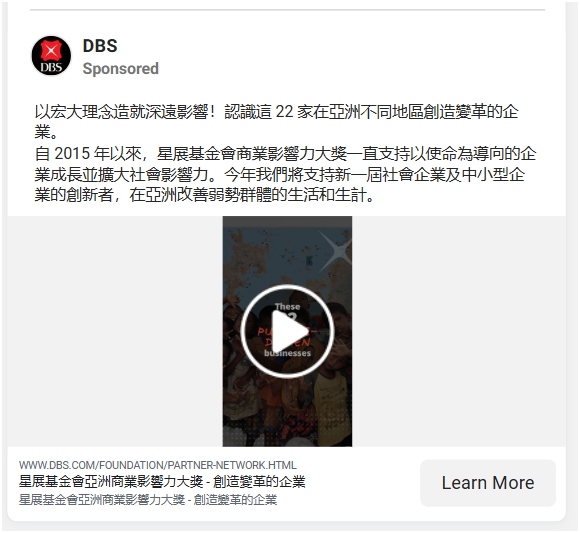 DBS
DBS
Sponsored
以宏大理念造就深遠影響！認識這 22 家在亞洲不同地區創造變革的企
業。
自 2015 年以來，星展基金會商業影響力大獎一直支持以使命為導向的企
業成長並擴大社會影響力。今年我們將支持新一屆社會企業及中小型企
業的創新者，在亞洲改善弱勢群體的生活和生計。
These
businesses
WWW.DBS.COM/FOUNDATION/PARTNER-NETWORK.HTML
星展基金會亞洲商業影響力大獎 - 創造變革的企業
星展基金會亞洲商業影響力大獎 - 創造變革的企業
Learn More